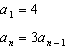 a₁ = 4
aₙ = 3aₙ₋₁